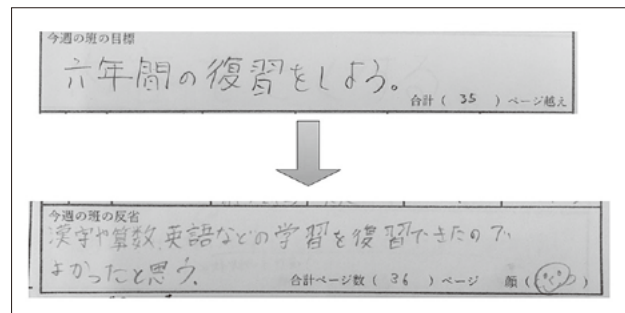 今週の班の目標
六年間の復習をしよう。
合計( 35 )ページ越え
今週の班の反省
漢字や算数、英語などの学習を復習できたので
よかったと思う。
合計ページ数( 36 )ページ 顔( )